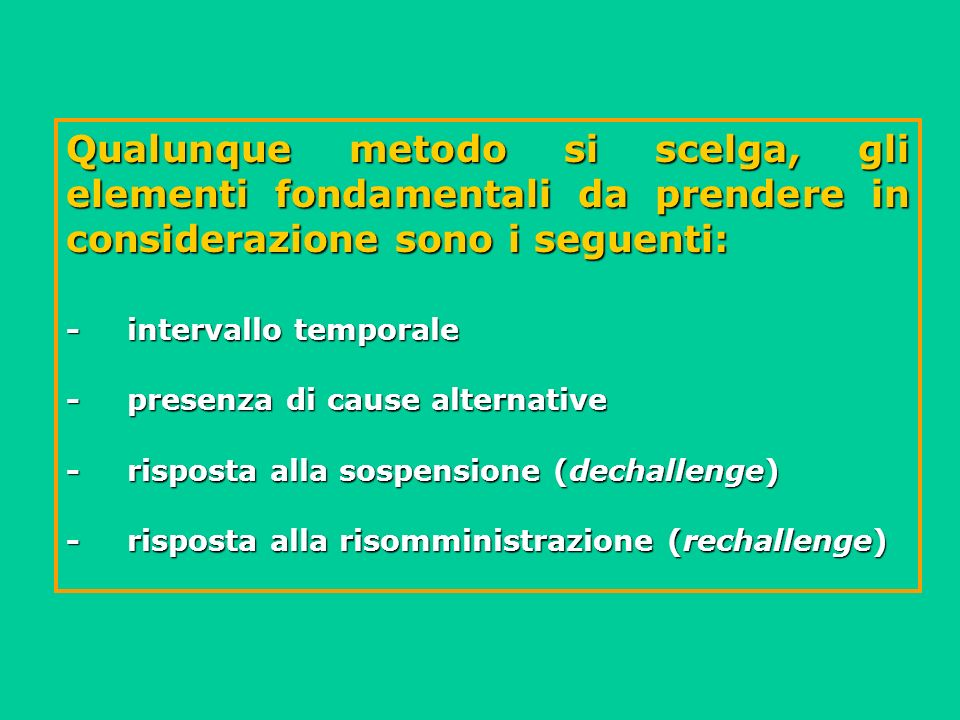 Qualunque metodo si scelga, gli
elementi fondamentali da prendere in
considerazione sono i seguenti:
- intervallo temporale
- presenza di cause alternative
- risposta alla sospensione (dechallenge)
- risposta alla risomministrazione (rechallenge)